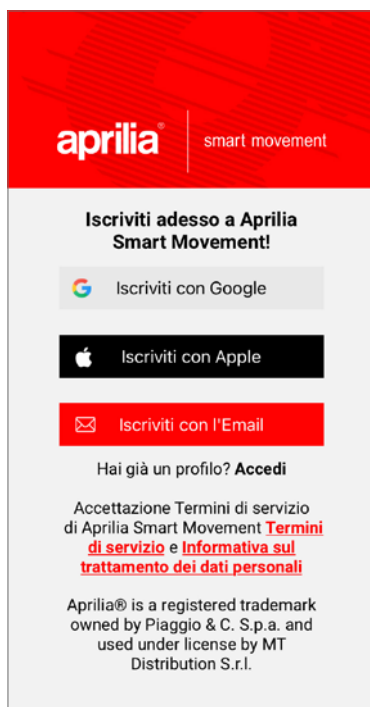 aprilia®
smart movement
Iscriviti adesso a Aprilia
Smart Movement!
Iscriviti con Google
Iscriviti con Apple
Iscriviti con l'Email
Hai già un profilo? Accedi
Accettazione Termini di servizio
di Aprilia Smart Movement Termini
di servizio e Informativa sul
trattamento dei dati personali
Aprilia® is a registered trademark
owned by Piaggio & C. S.p.a. and
used under license by MT
Distribution S.r.l.